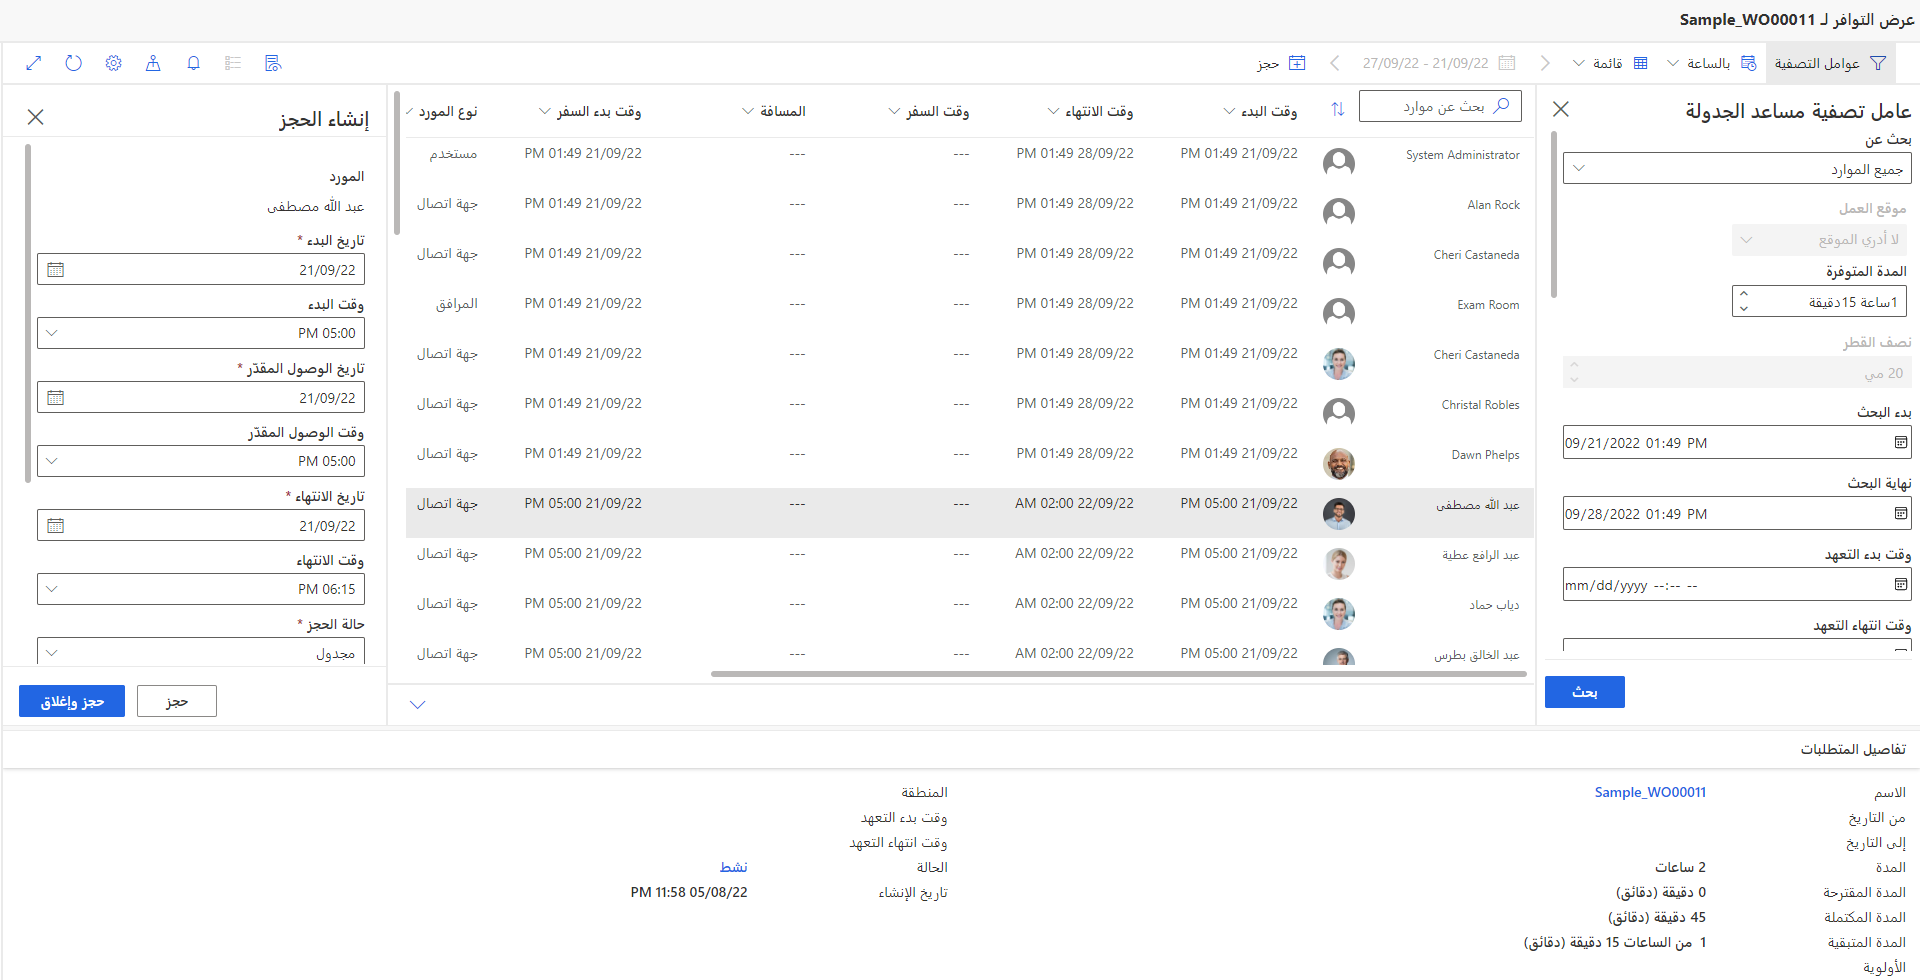 عرض التوافر لـ Sample_WO00011
عوامل التصفية
بالساعة
قائمة
21/09/22 - 27/09/22
حجز
عامل تصفية مساعد الجدولة
بحث عن
جميع الموارد
موقع العمل
لا أدري الموقع
المدة المتوفرة
1ساعة 15دقيقة
نصف القطر
20 مي
بدء البحث
09/21/2022 01:49 PM
نهاية البحث
09/28/2022 01:49 PM
وقت بدء التعهد
mm/dd/yyyy --:-- --
وقت انتهاء التعهد
بحث
بحث عن موارد
وقت البدء وقت الانتهاء وقت السفر المسافة وقت بدء السفر نوع المورد
System Administrator 21/09/22 01:49 PM 28/09/22 01:49 PM --- --- 21/09/22 01:49 PM مستخدم
Alan Rock 21/09/22 01:49 PM 28/09/22 01:49 PM --- --- 21/09/22 01:49 PM جهة اتصال
Cheri Castaneda 21/09/22 01:49 PM 28/09/22 01:49 PM --- --- 21/09/22 01:49 PM جهة اتصال
Exam Room 21/09/22 01:49 PM 28/09/22 01:49 PM --- --- 21/09/22 01:49 PM المرافق
Cheri Castaneda 21/09/22 01:49 PM 28/09/22 01:49 PM --- --- 21/09/22 01:49 PM جهة اتصال
Christal Robles 21/09/22 01:49 PM 28/09/22 01:49 PM --- --- 21/09/22 01:49 PM جهة اتصال
Dawn Phelps 21/09/22 01:49 PM 28/09/22 01:49 PM --- --- 21/09/22 01:49 PM جهة اتصال
عبد الله مصطفى 21/09/22 05:00 PM 22/09/22 02:00 AM --- --- 21/09/22 05:00 PM جهة اتصال
عبد الرافع عطية 21/09/22 05:00 PM 22/09/22 02:00 AM --- --- 21/09/22 05:00 PM جهة اتصال
دياب حماد 21/09/22 05:00 PM 22/09/22 02:00 AM --- --- 21/09/22 05:00 PM جهة اتصال
عبد الخالق بطرس 21/09/22 05:00 PM 22/09/22 02:00 AM --- --- 21/09/22 05:00 PM جهة اتصال
إنشاء الحجز
المورد
عبد الله مصطفى
تاريخ البدء *
21/09/22
وقت البدء
05:00 PM
تاريخ الوصول المقدّر *
21/09/22
وقت الوصول المقدّر
05:00 PM
تاريخ الانتهاء *
21/09/22
وقت الانتهاء
06:15 PM
حالة الحجز *
مجدول
حجز
حجز وإغلاق
تفاصيل المتطلبات
الاسم Sample_WO00011
من التاريخ
إلى التاريخ
المدة 2 ساعات
المدة المقترحة 0 دقيقة (دقائق)
المدة المكتملة 45 دقيقة (دقائق)
المدة المتبقية 1 من الساعات 15 دقيقة (دقائق)
الأولوية
المنطقة
وقت بدء التعهد
وقت انتهاء التعهد
الحالة نشط
تاريخ الإنشاء 05/08/22 11:58 PM